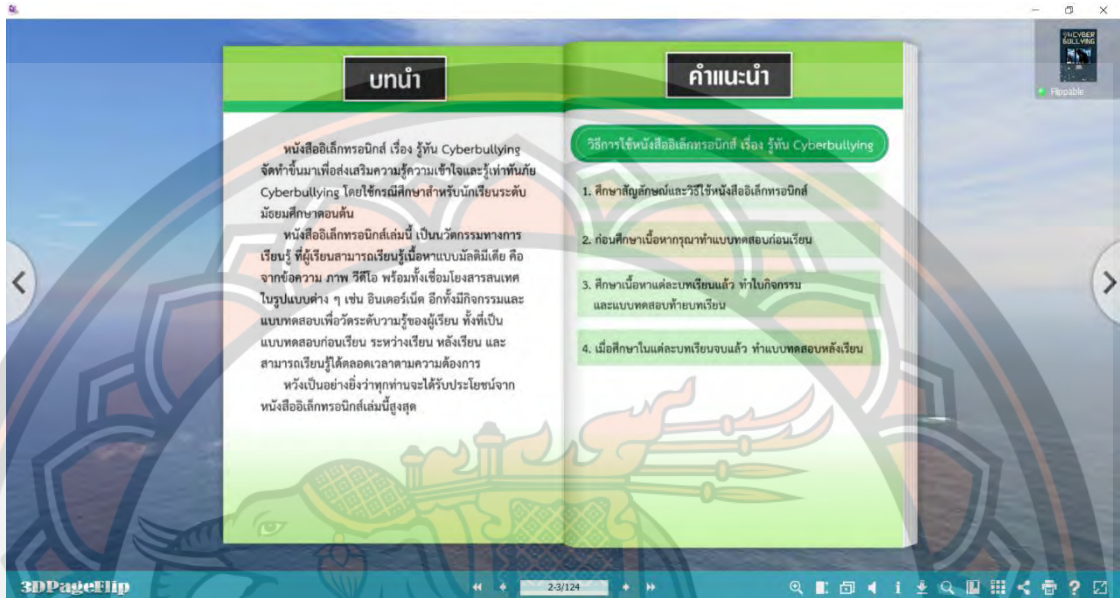 รู้ทัน CYBER
BULLYING
Flippable
บทนำ
หนังสืออิเล็กทรอนิกส์ เรื่อง รู้ทัน Cyberbullying
จัดทำขึ้นมาเพื่อส่งเสริมความรู้ความเข้าใจและรู้เท่าทันภัย
Cyberbullying โดยใช้กรณีศึกษาสำหรับนักเรียนระดับ
มัธยมศึกษาตอนต้น
หนังสืออิเล็กทรอนิกส์เล่มนี้ เป็นนวัตกรรมทางการ
เรียนรู้ ที่ผู้เรียนสามารถเรียนรู้เนื้อหาแบบมัลติมีเดีย คือ
จากข้อความ ภาพ วีดีโอ พร้อมทั้งเชื่อมโยงสารสนเทศ
ในรูปแบบต่าง ๆ เช่น อินเตอร์เน็ต อีกทั้งมีกิจกรรมและ
แบบทดสอบเพื่อวัดระดับความรู้ของผู้เรียน ทั้งที่เป็น
แบบทดสอบก่อนเรียน ระหว่างเรียน หลังเรียน และ
สามารถเรียนรู้ได้ตลอดเวลาตามความต้องการ
หวังเป็นอย่างยิ่งว่าทุกท่านจะได้รับประโยชน์จาก
หนังสืออิเล็กทรอนิกส์เล่มนี้สูงสุด
คำแนะนำ
วิธีการใช้หนังสืออิเล็กทรอนิกส์ เรื่อง รู้ทัน Cyberbullying
1. ศึกษาสัญลักษณ์และวิธีใช้หนังสืออิเล็กทรอนิกส์
2. ก่อนศึกษาเนื้อหากรุณาทำแบบทดสอบก่อนเรียน
3. ศึกษาเนื้อหาแต่ละบทเรียนแล้ว ทำใบกิจกรรม
และแบบทดสอบท้ายบทเรียน
4. เมื่อศึกษาในแต่ละบทเรียนจบแล้ว ทำแบบทดสอบหลังเรียน
3DPageFlip
2-3/124